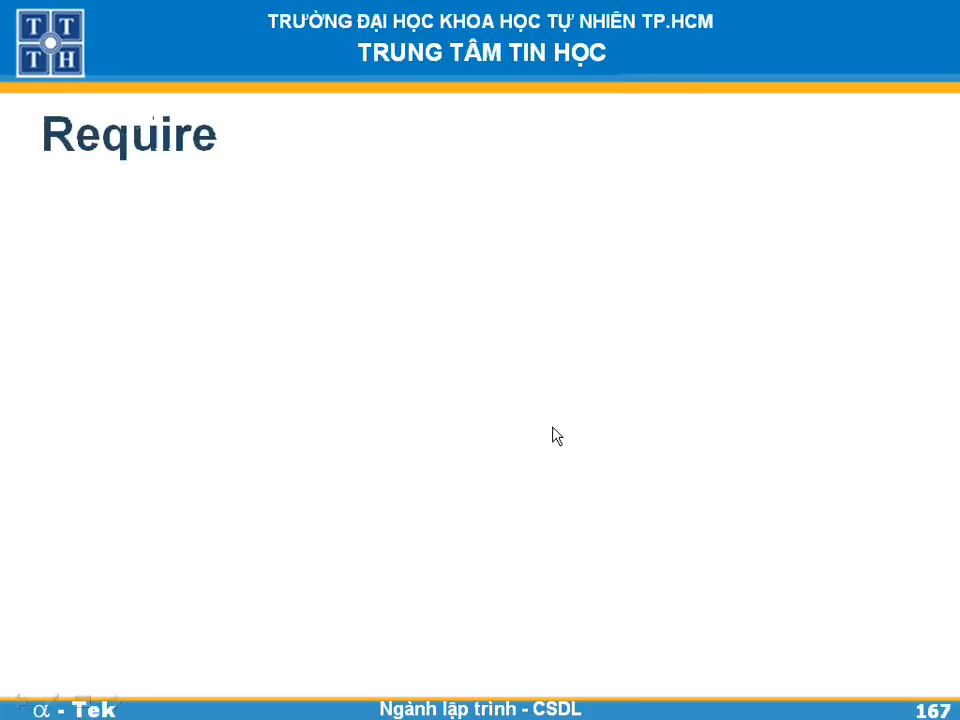 T T
T H
TRƯỜNG ĐẠI HỌC KHOA HỌC TỰ NHIÊN TP.HCM
TRUNG TÂM TIN HỌC
Require
α - Tek
Ngành lập trình - CSDL
167